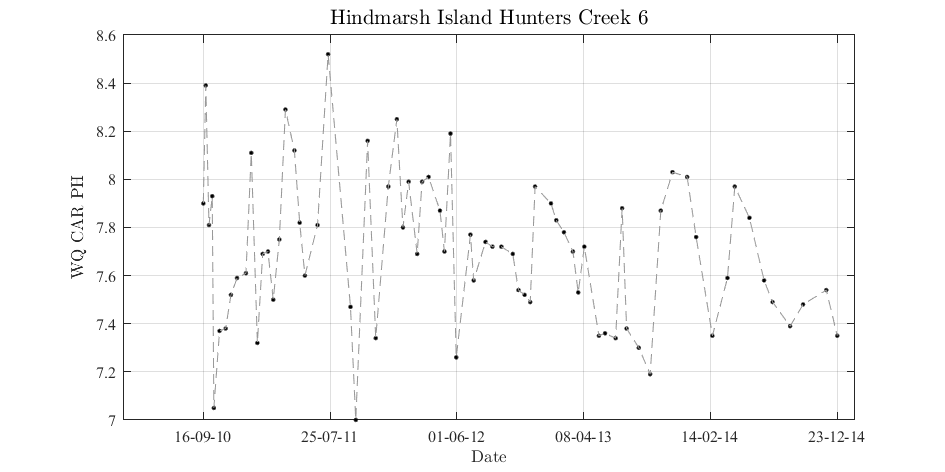 Hindmarsh Island Hunters Creek 6
8.6
8.4
8.2
8
7.8
7.6
7.4
7.2
7
WQ CAR PH
16-09-10 25-07-11 01-06-12 08-04-13 14-02-14 23-12-14
Date